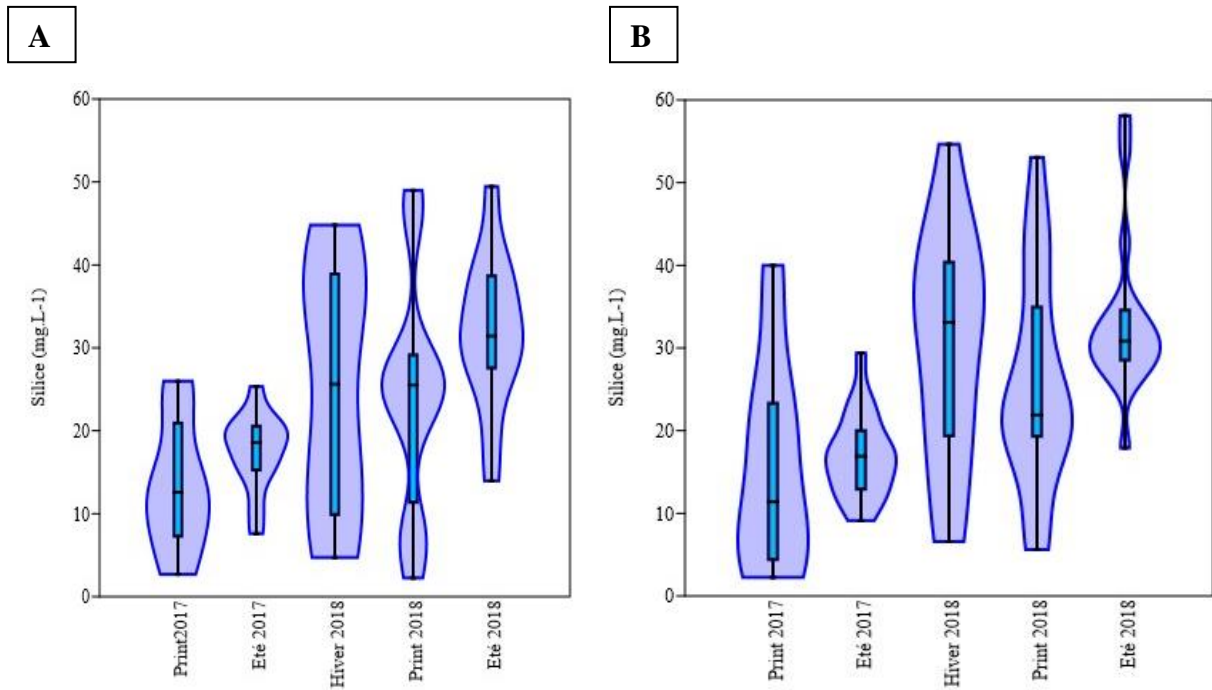 A
60
50
40
30
20
10
0
Silice (mg.L-1)
Print2017
Eté 2017
Hiver 2018
Print 2018
Eté 2018
B
60
50
40
30
20
10
0
Silice (mg.L-1)
Print 2017
Eté 2017
Hiver 2018
Print 2018
Eté 2018